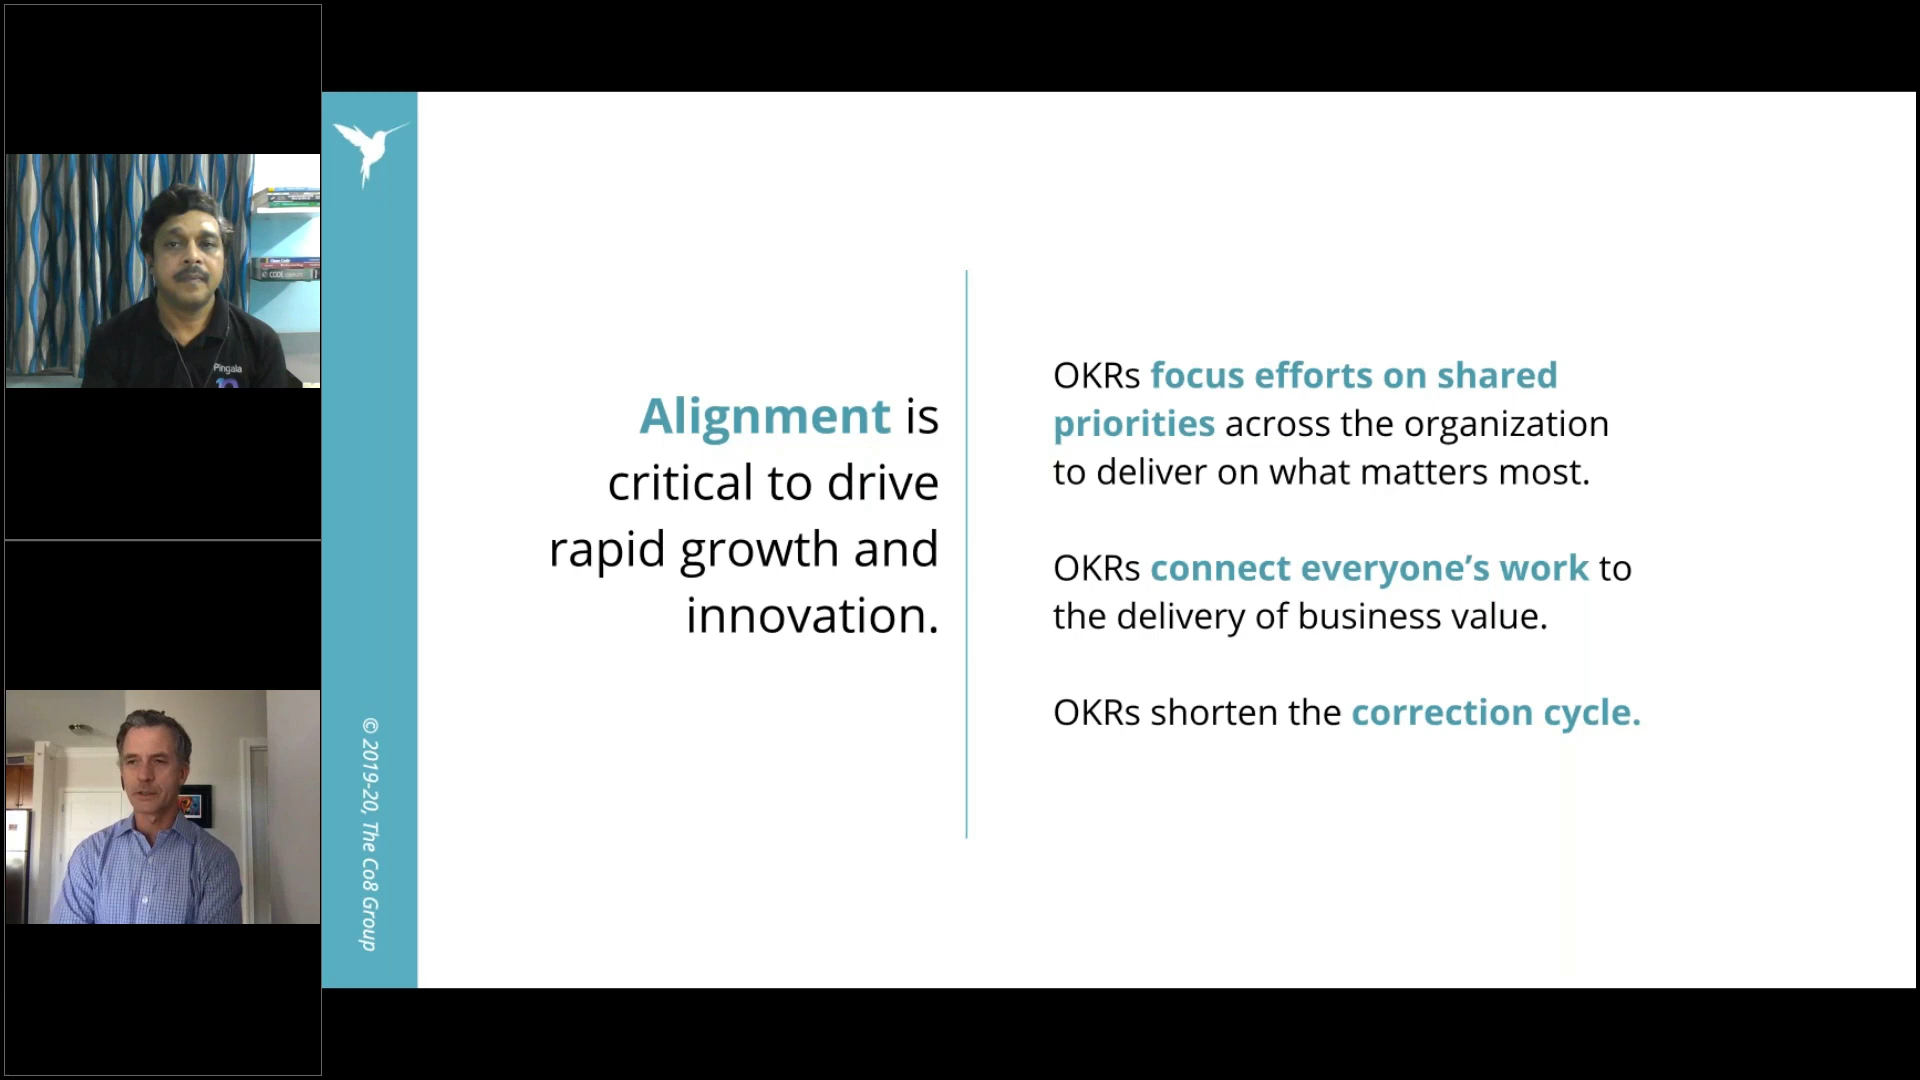 Pingala
CODE
© 2019-20, The Co8 Group
Alignment is
critical to drive
rapid growth and
innovation.
OKRs focus efforts on shared
priorities across the organization
to deliver on what matters most.
OKRs connect everyone’s work to
the delivery of business value.
OKRs shorten the correction cycle.